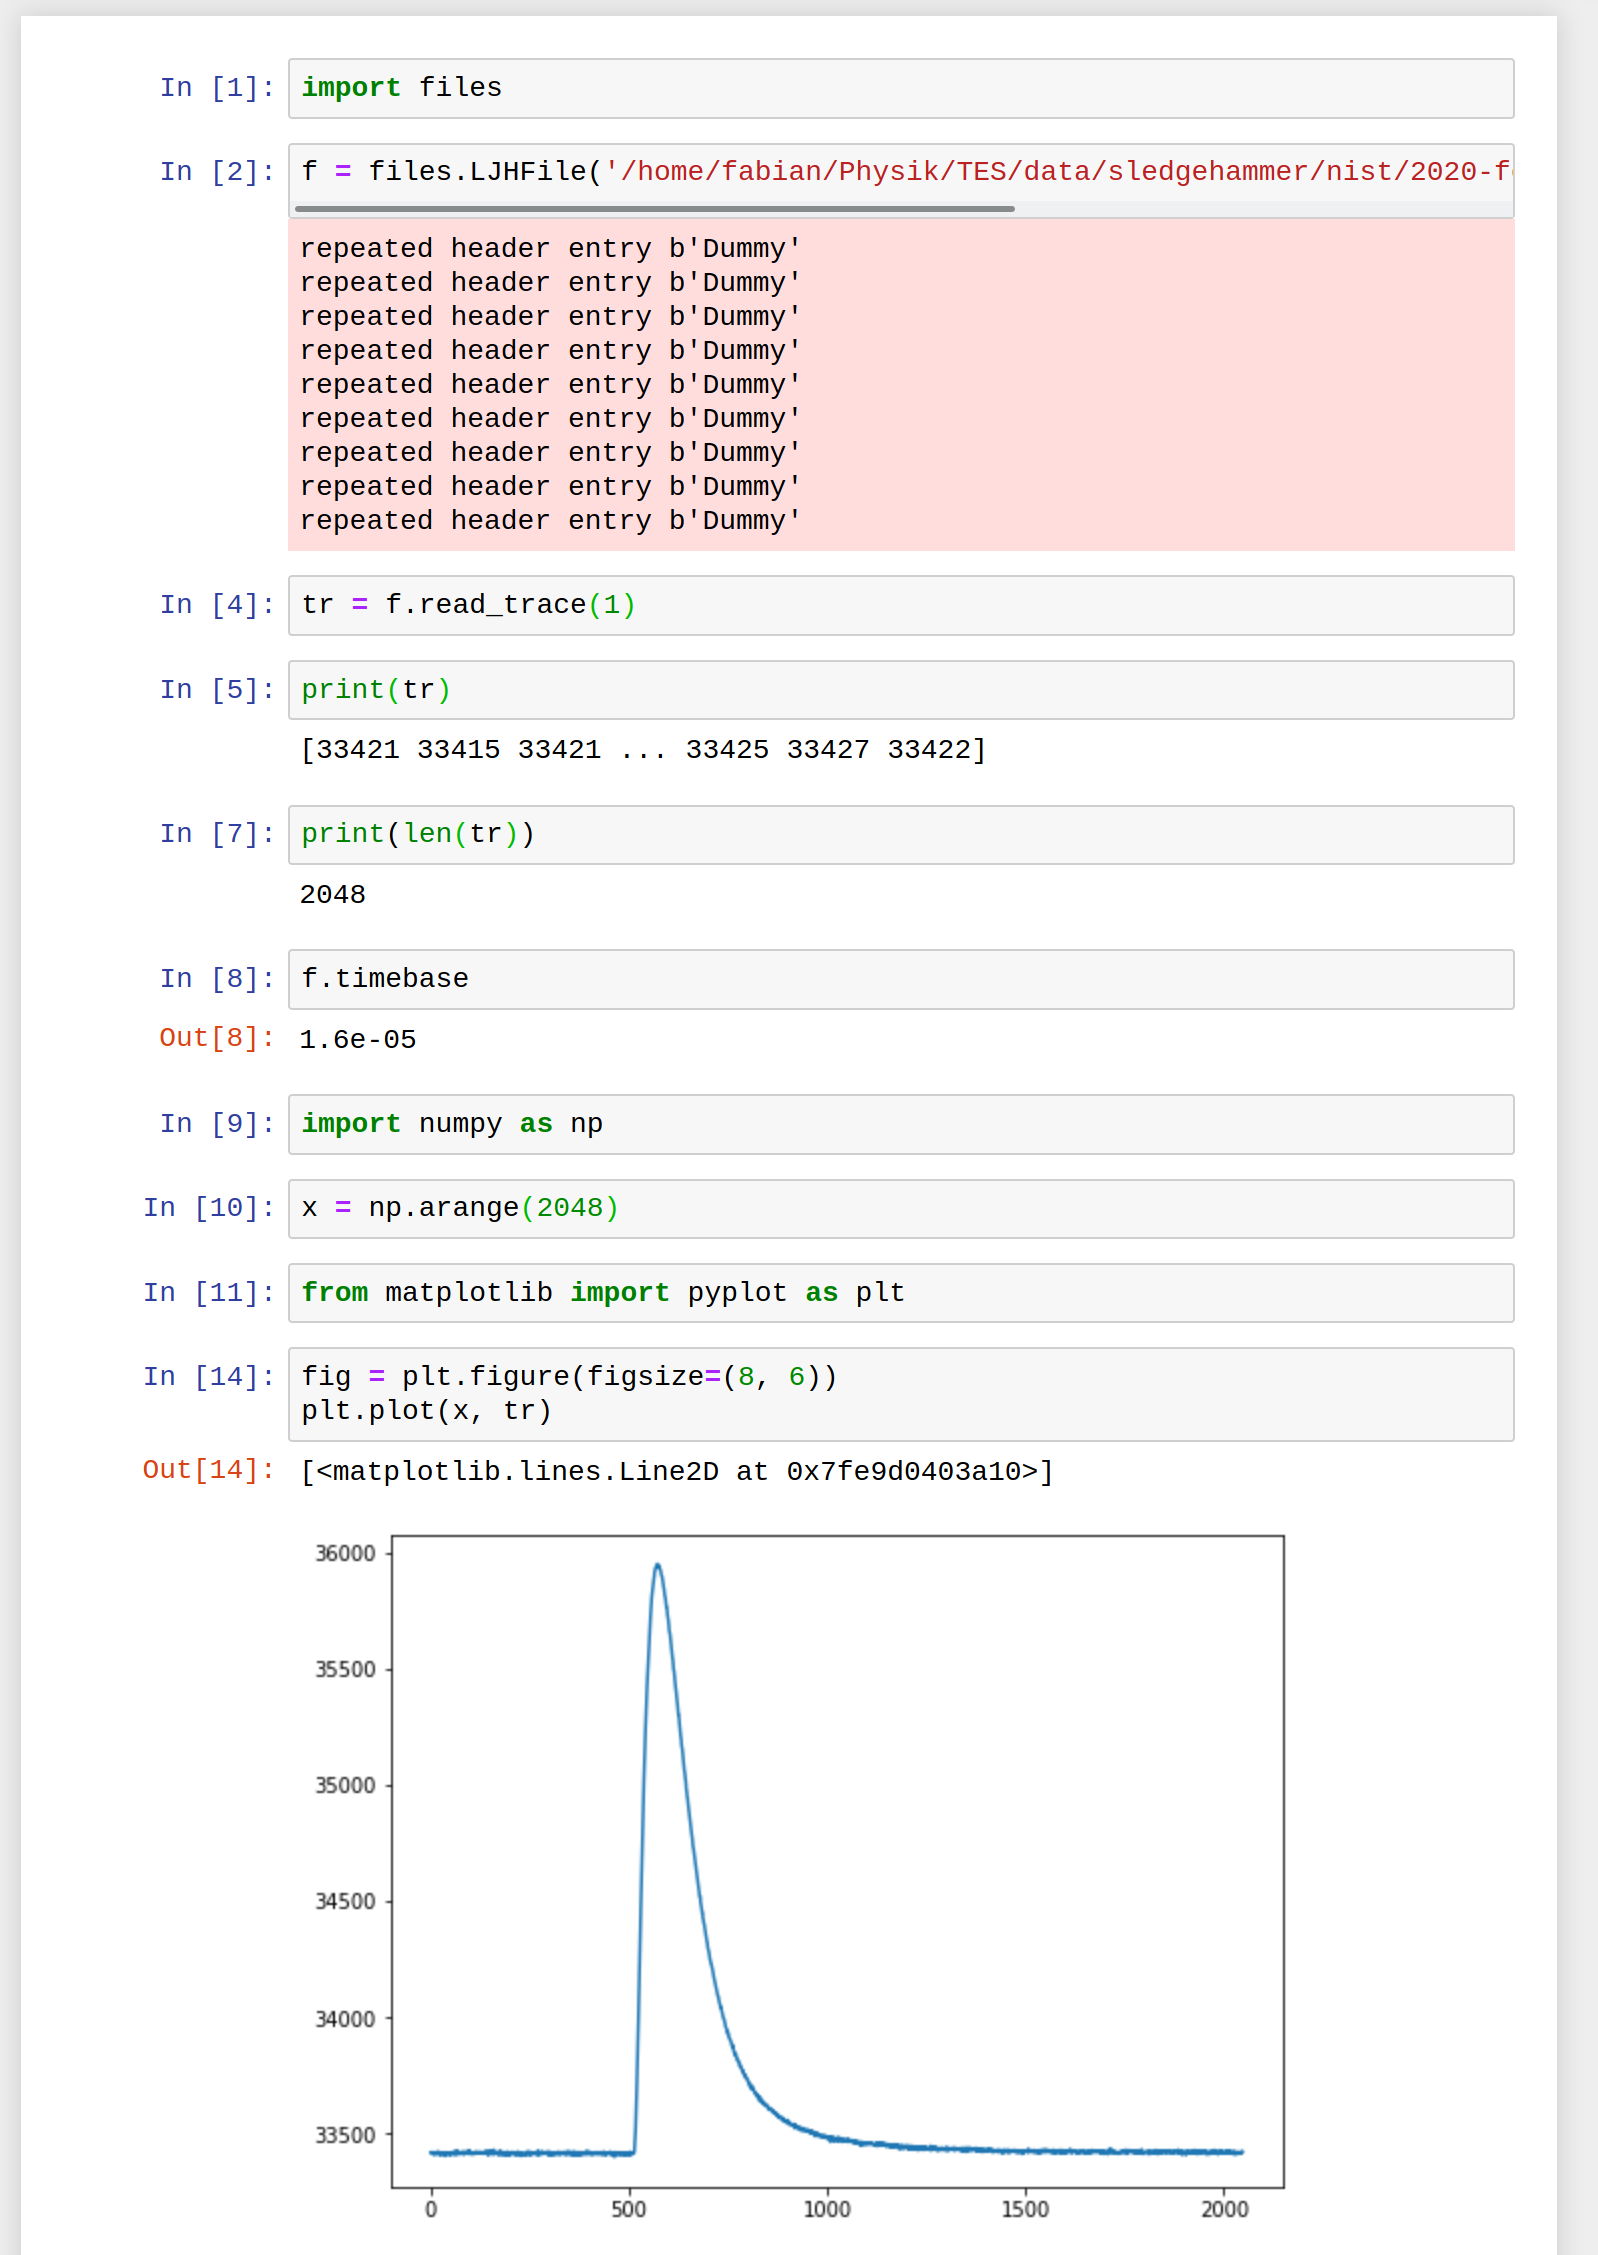 In [1]: import files
In [2]: f = files.LJHFile('/home/fabian/Physik/TES/data/sledgehammer/nist/2020-f
repeated header entry b'Dummy'
repeated header entry b'Dummy'
repeated header entry b'Dummy'
repeated header entry b'Dummy'
repeated header entry b'Dummy'
repeated header entry b'Dummy'
repeated header entry b'Dummy'
repeated header entry b'Dummy'
repeated header entry b'Dummy'
In [4]: tr = f.read_trace(1)
In [5]: print(tr)
[33421 33415 33421 ... 33425 33427 33422]
In [7]: print(len(tr))
2048
In [8]: f.timebase
Out[8]: 1.6e-05
In [9]: import numpy as np
In [10]: x = np.arange(2048)
In [11]: from matplotlib import pyplot as plt
In [14]: fig = plt.figure(figsize=(8, 6))
plt.plot(x, tr)
Out[14]: [<matplotlib.lines.Line2D at 0x7fe9d0403a10>]
36000
35500
35000
34500
34000
33500
0 500 1000 1500 2000